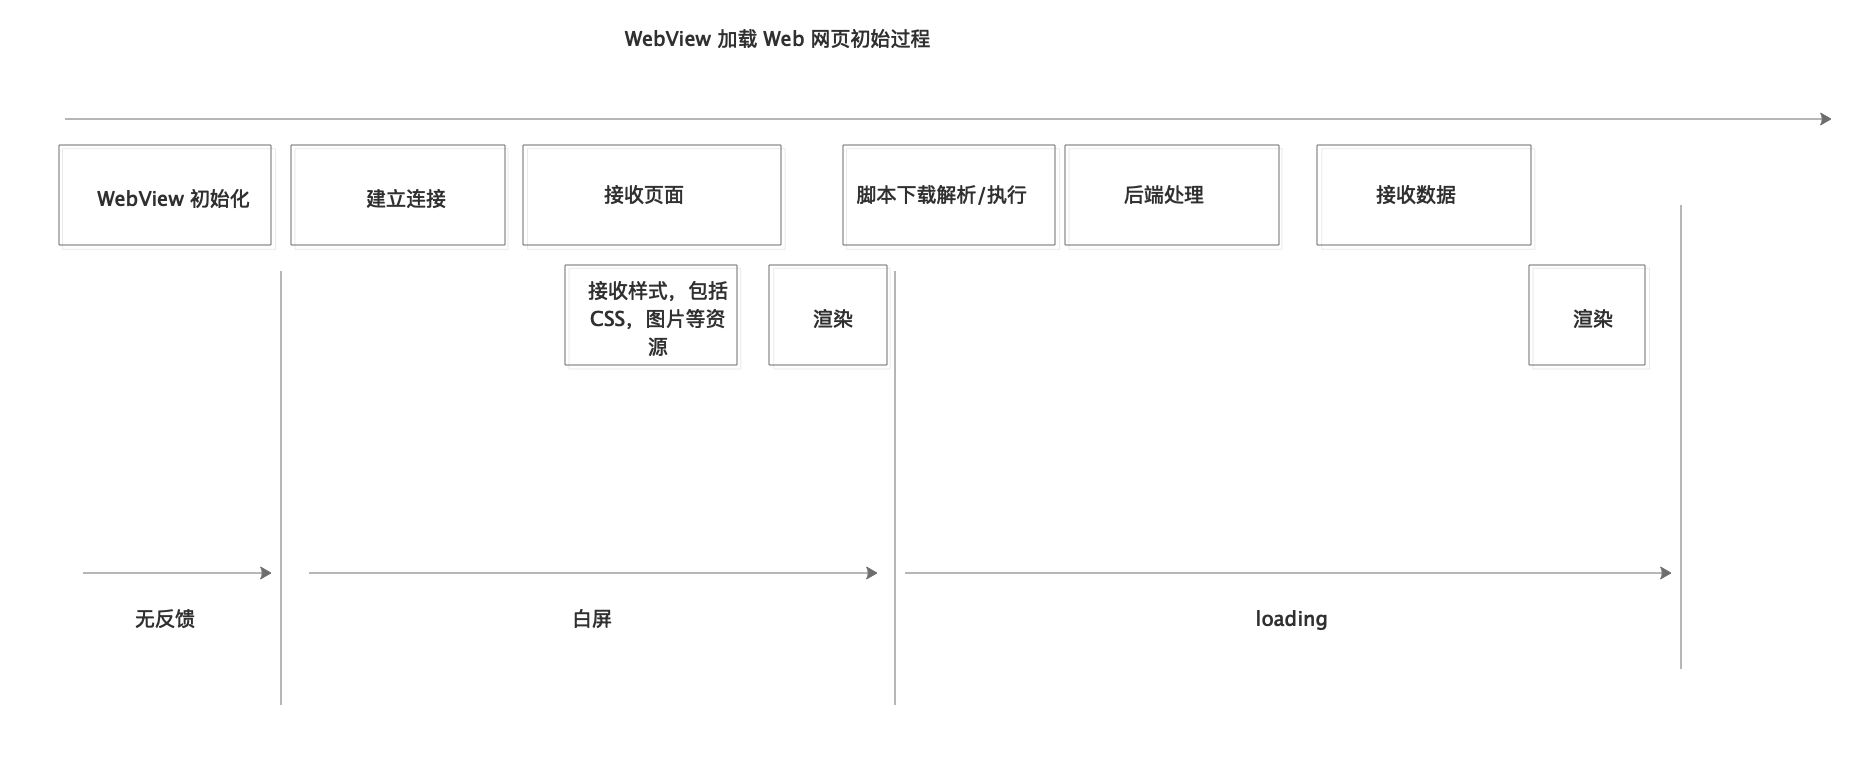 WebView 加载 Web 网页初始过程
WebView 初始化
建立连接
接收页面
脚本下载解析/执行
后端处理
接收数据
接收样式，包括
CSS，图片等资
源
渲染
渲染
无反馈
白屏
loading